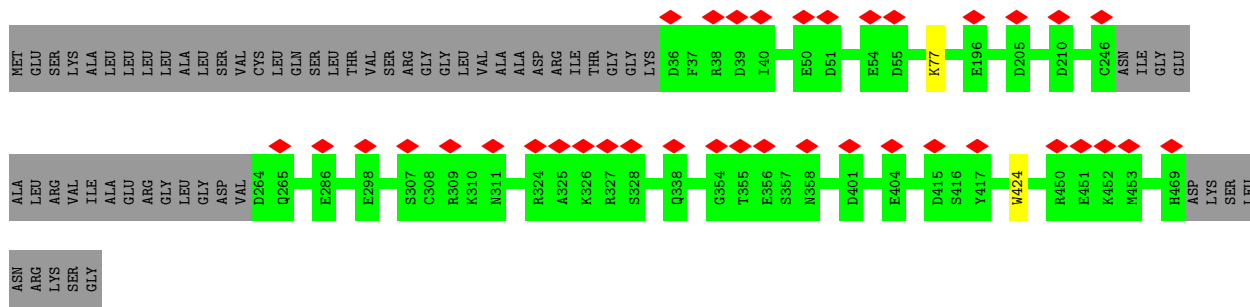 MET GLU SER LYS ALA LEU LEU LEU LEU ALA LEU SER VAL CYS LEU GLN SER LEU THR VAL SER ARG GLY GLY LEU VAL ALA ALA ASP ARG ILE THR GLY GLY LYS D36 F37 R38 D39 I40 E50 D51 E54 D55 K77 E196 D205 D210 C246 ASN ILE GLY GLU
ALA LEU ARG VAL ILE ALA GLU ARG GLY LEU GLY ASP VAL D264 Q265 E286 E298 S307 C308 R309 K310 N311 R324 A325 K326 R327 S328 Q338 G354 T355 E356 S357 N358 D401 E404 D415 S416 Y417 W424 R450 E451 K452 M453 H469 ASP LYS SER LEU
ASN ARG LYS SER GLY